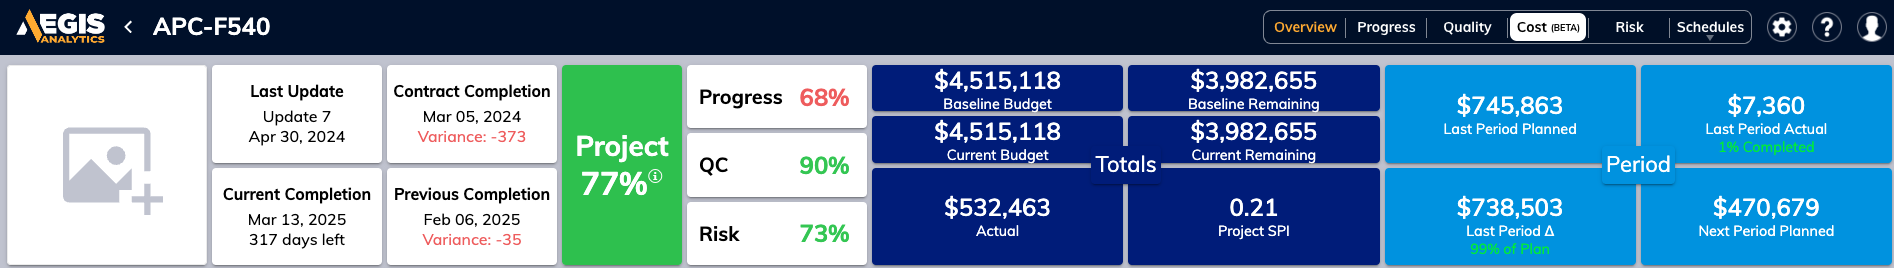 AEGIS
ANALYTICS
APC-F540
Overview
Progress
Quality
Cost (BETA)
Risk
Schedules
?
Last Update
Update 7
Apr 30, 2024
Contract Completion
Mar 05, 2024
Variance: -373
Current Completion
Mar 13, 2025
317 days left
Previous Completion
Feb 06, 2025
Variance: -35
Project
77%
Progress 68%
QC 90%
Risk 73%
$4,515,118
Baseline Budget
$3,982,655
Baseline Remaining
$4,515,118
Current Budget
$3,982,655
Current Remaining
Totals
$532,463
Actual
0.21
Project SPI
$745,863
Last Period Planned
$7,360
Last Period Actual
1% Completed
Period
$738,503
Last Period Δ
99% of Plan
$470,679
Next Period Planned